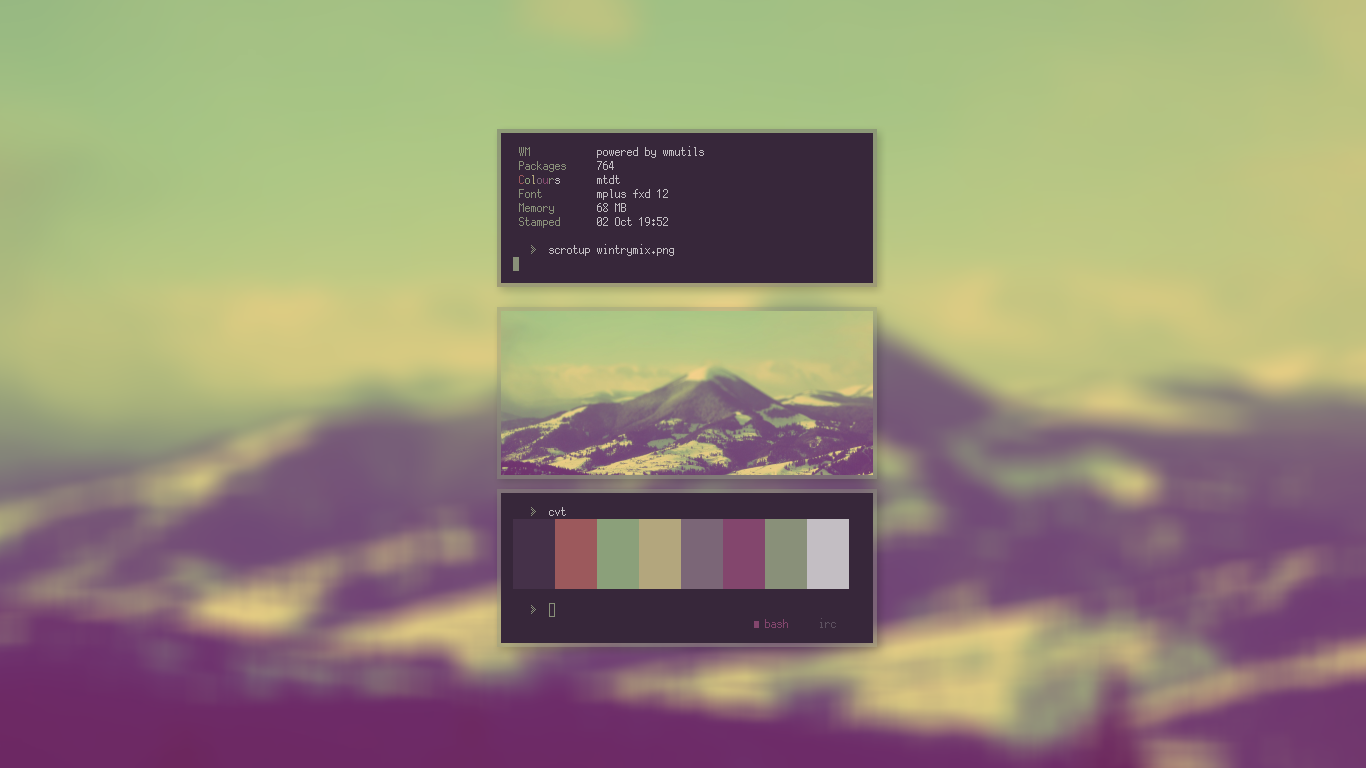 WM powered by wmutils
Packages 764
Colours mtdt
Font mplus fxd 12
Memory 68 MB
Stamped 02 Oct 19:52
> scrotup wintrymix.png
> cvt
>
bash irc